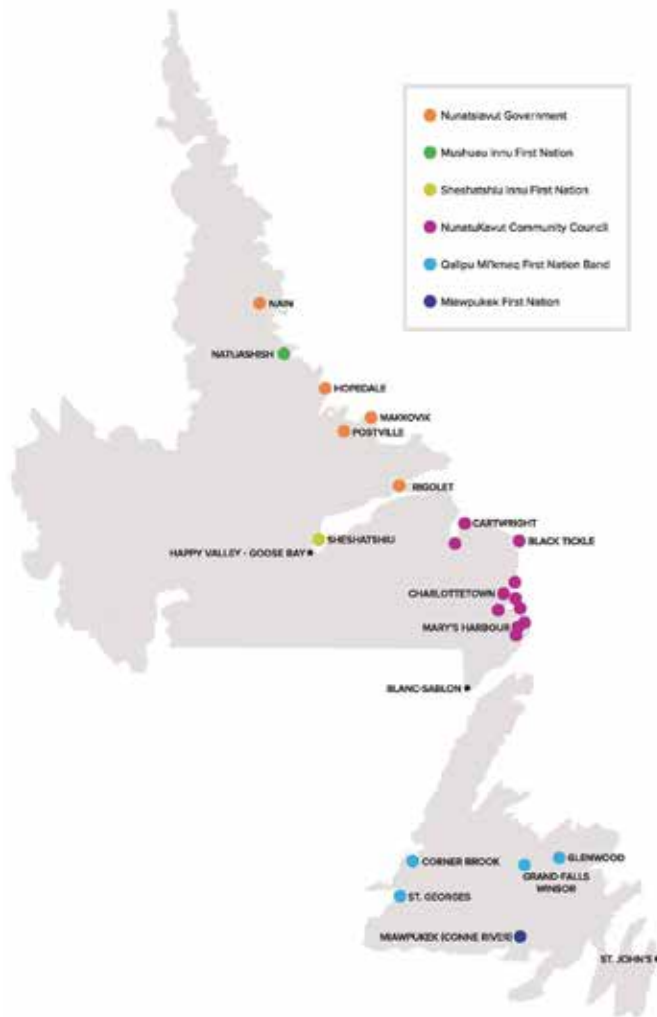 Nunatsiavut Government
Mushuau Innu First Nation
Sheshatshiu Innu First Nation
NunatuKavut Community Council
Qalipu Mi'kmaq First Nation Band
Miawpukek First Nation
NAIN
NATUASHISH
HOPEDALE
MAKKOVIK
POSTVILLE
RIGOLET
CARTWRIGHT
SHESHATSHIU
BLACK TICKLE
HAPPY VALLEY - GOOSE BAY
CHARLOTTETOWN
MARY'S HARBOUR
BLANC-SABLON
CORNER BROOK
GLENWOOD
GRAND FALLS
WINSOR
ST. GEORGES
MIAWPUKEK (CONNE RIVER)
ST. JOHN'S